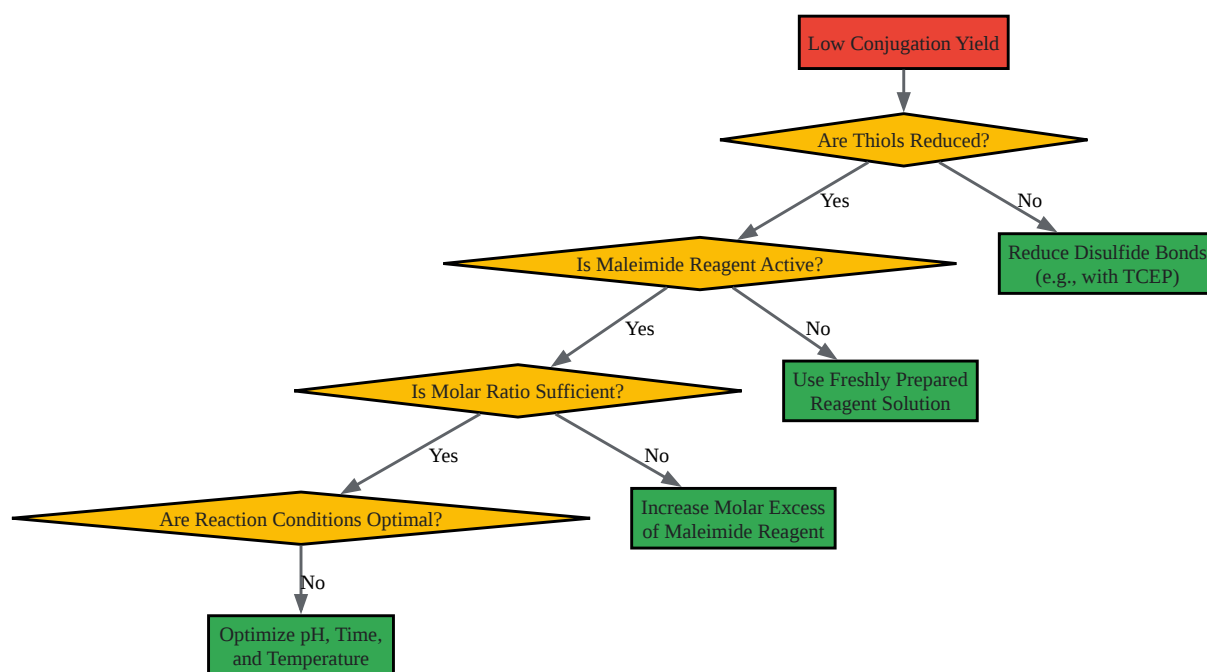 Low Conjugation Yield
Are Thiols Reduced?
Yes
No
Is Maleimide Reagent Active?
Reduce Disulfide Bonds
(e.g., with TCEP)
Yes
No
Is Molar Ratio Sufficient?
Use Freshly Prepared
Reagent Solution
Yes
No
Are Reaction Conditions Optimal?
Increase Molar Excess
of Maleimide Reagent
No
Optimize pH, Time,
and Temperature